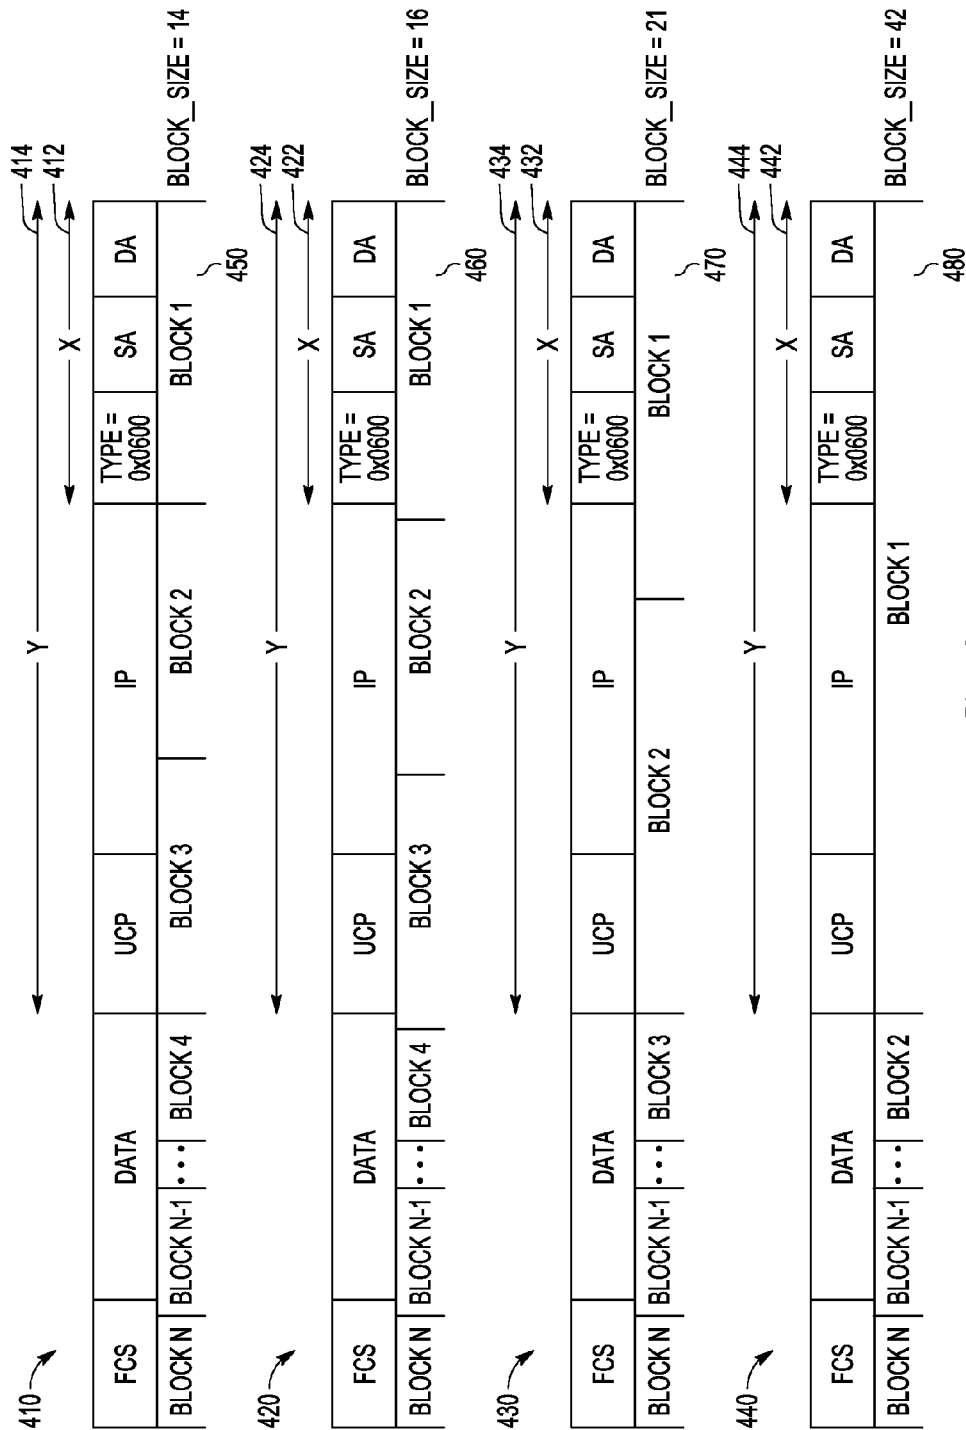 410
Y
414
X
412
FCS
DATA
UCP
IP
TYPE =
0x0600
SA
DA
BLOCK N
BLOCK N-1
• • •
BLOCK 4
BLOCK 3
BLOCK 2
BLOCK 1
450
BLOCK_SIZE = 14
420
Y
424
X
422
FCS
DATA
UCP
IP
TYPE =
0x0600
SA
DA
BLOCK N
BLOCK N-1
• • •
BLOCK 4
BLOCK 3
BLOCK 2
BLOCK 1
460
BLOCK_SIZE = 16
430
Y
434
X
432
FCS
DATA
UCP
IP
TYPE =
0x0600
SA
DA
BLOCK N
BLOCK N-1
• • •
BLOCK 3
BLOCK 2
BLOCK 1
470
BLOCK_SIZE = 21
440
Y
444
X
442
FCS
DATA
UCP
IP
TYPE =
0x0600
SA
DA
BLOCK N
BLOCK N-1
• • •
BLOCK 2
BLOCK 1
480
BLOCK_SIZE = 42